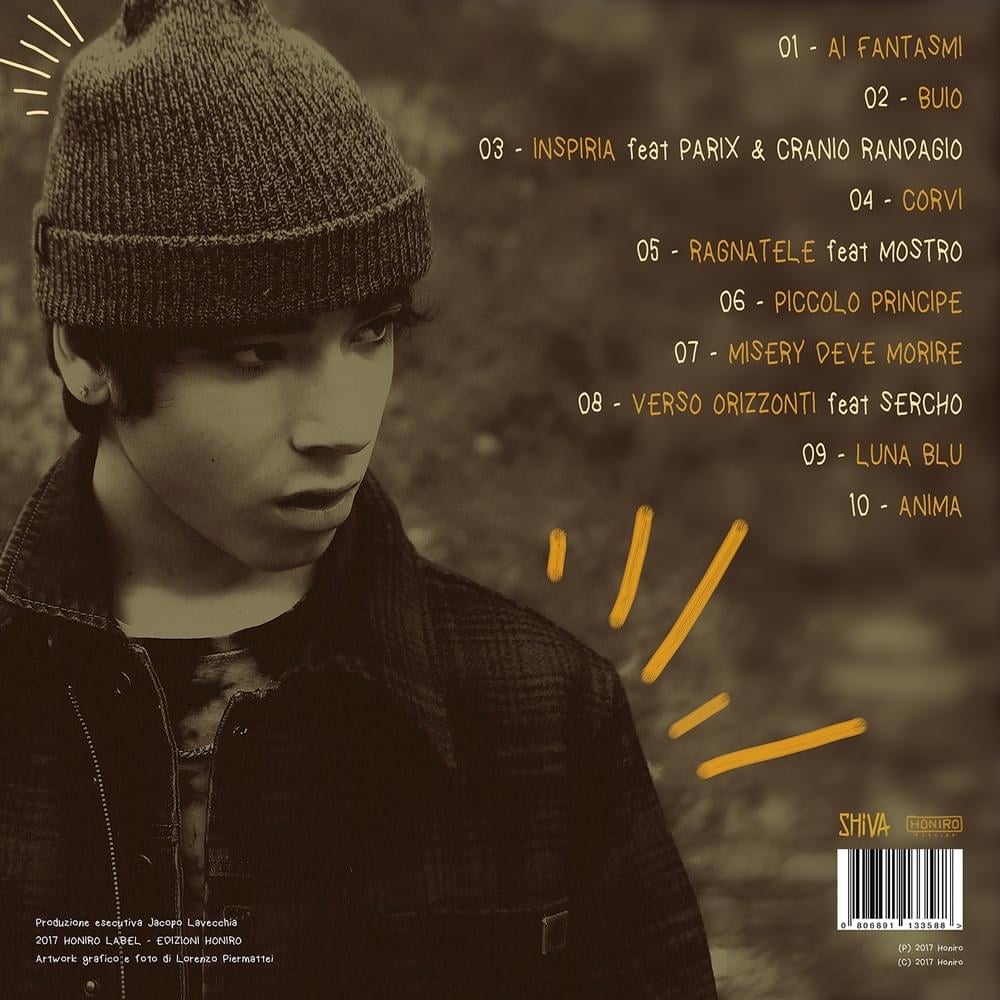 01 - AI FANTASMI
02 - BUIO
03 - INSPIRIA feat PARIX & CRANIO RANDAGIO
04 - CORVI
05 - RAGNATELE feat MOSTRO
06 - PICCOLO PRINCIPE
07 - MISERY DEVE MORIRE
08 - VERSO ORIZZONTI feat SERCHO
09 - LUNA BLU
10 - ANIMA
SHiVA HONIRO
0 806891 133588 >
Produzione esecutiva Jacopo Lavecchia
2017 HONIRO LABEL - EDIZIONI HONIRO
Artwork grafico e foto di Lorenzo Piermattei
(P) 2017 Honiro
(C) 2017 Honiro